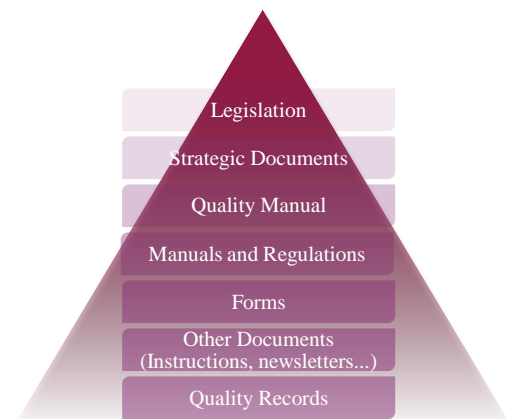 Legislation
Strategic Documents
Quality Manual
Manuals and Regulations
Forms
Other Documents
(Instructions, newsletters...)
Quality Records